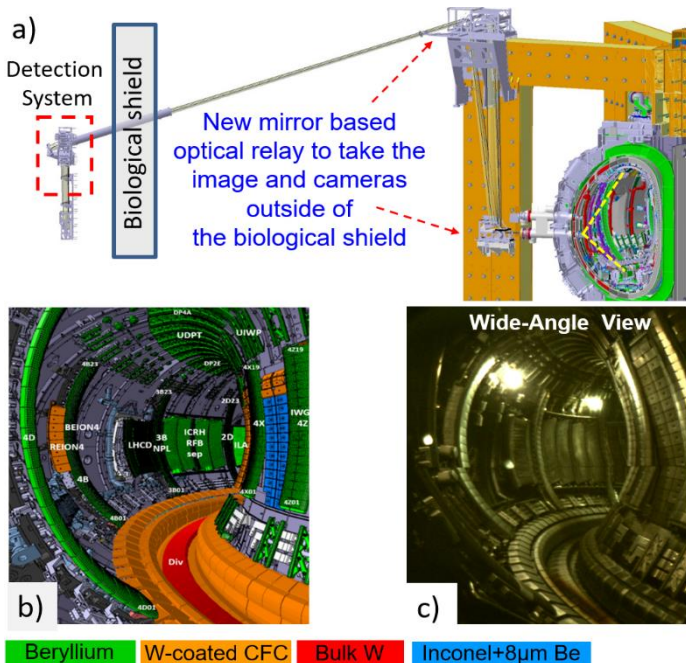 a)
Detection
System
Biological shield
New mirror based
optical relay to take the
image and cameras
outside of
the biological shield
b)
DP4A
UDPT
UIWP
DP2E
4B23
3B23
2D23
4X19
4Z19
4D
REION4
BEION4
4B
LHCD
3B
NPL
ICRH
RFB
sep
2D
ILA
4X
IWG
4Z
4B01
3B01
4XB1
4Z01
Div
4D01
Wide-Angle View
c)
Beryllium
W-coated CFC
Bulk W
Inconel+8µm Be